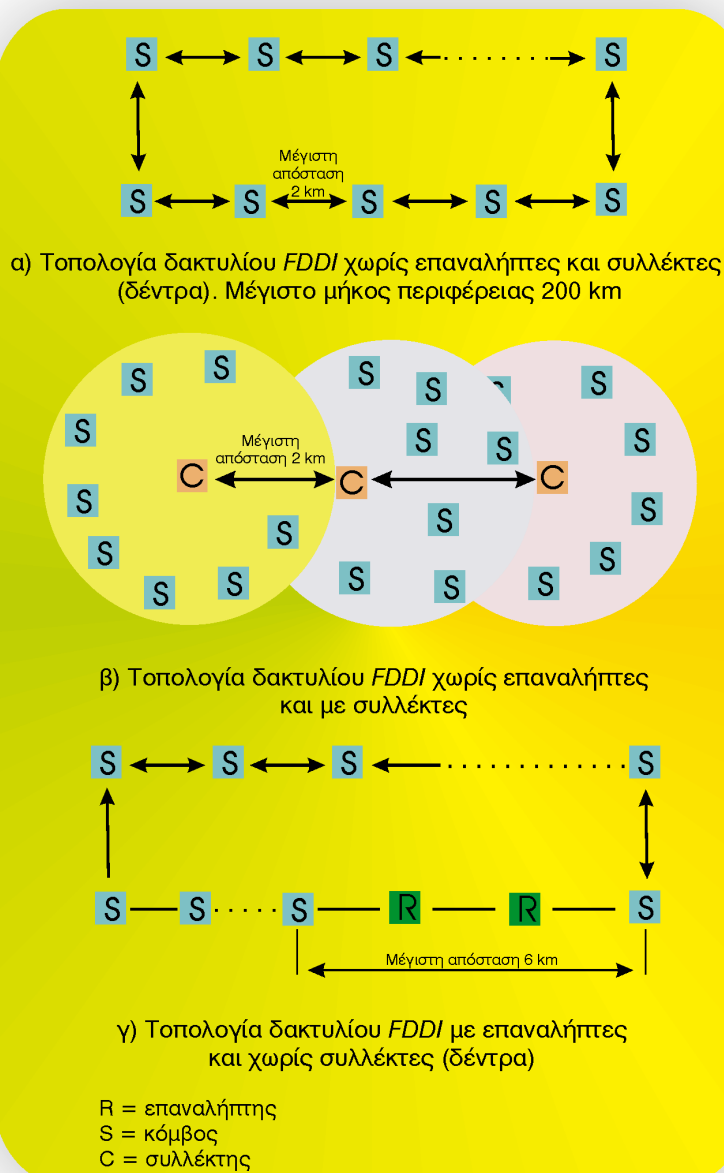 S S S S
Μέγιστη
απόσταση
2 km
S S S S S
α) Τοπολογία δακτυλίου FDDI χωρίς επαναλήπτες και συλλέκτες
(δέντρα). Μέγιστο μήκος περιφέρειας 200 km
S S S S S S
S S S S
Μέγιστη
απόσταση 2 km
C C C
S S S S
S S S S S S S
β) Τοπολογία δακτυλίου FDDI χωρίς επαναλήπτες
και με συλλέκτες
S S S S
S S S R R S
Μέγιστη απόσταση 6 km
γ) Τοπολογία δακτυλίου FDDI με επαναλήπτες
και χωρίς συλλέκτες (δέντρα)
R = επαναλήπτης
S = κόμβος
C = συλλέκτης